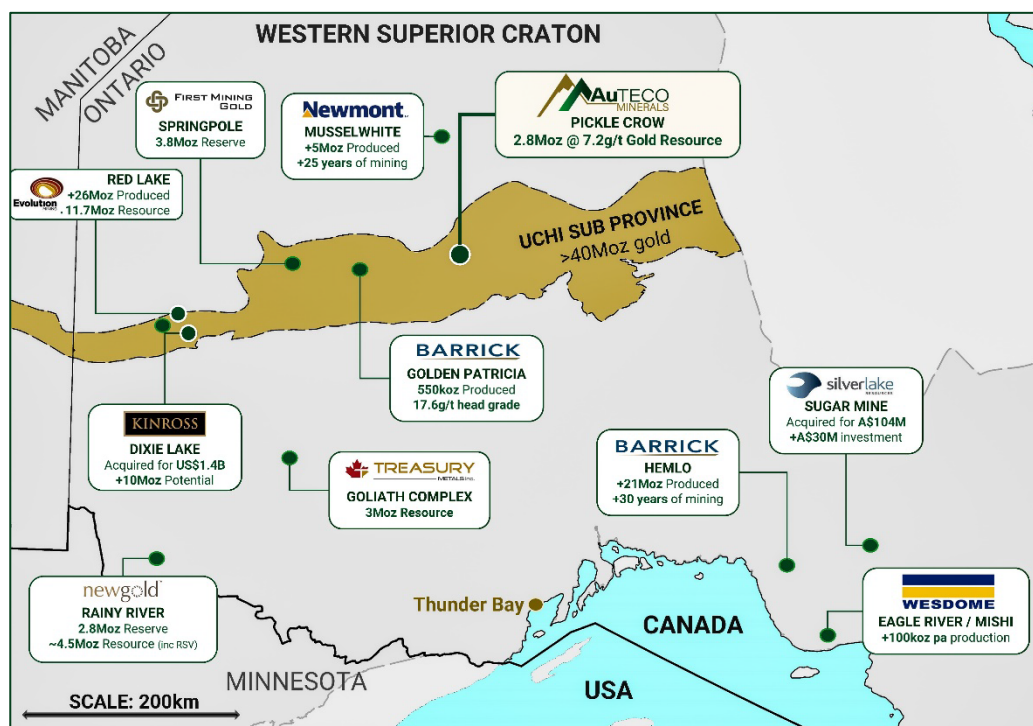 WESTERN SUPERIOR CRATON
MANITOBA
ONTARIO
FIRST MINING
GOLD
SPRINGPOLE
3.8Moz Reserve
Newmont
MUSSELWHITE
+5Moz Produced
+25 years of mining
AuTECO
MINERALS
PICKLE CROW
2.8Moz @ 7.2g/t Gold Resource
Evolution
MINING
RED LAKE
+26Moz Produced
11.7Moz Resource
UCHI SUB PROVINCE
>40Moz gold
BARRICK
GOLDEN PATRICIA
550koz Produced
17.6g/t head grade
KINROSS
DIXIE LAKE
Acquired for US$1.4B
+10Moz Potential
TREASURY
METALS Inc.
GOLIATH COMPLEX
3Moz Resource
silverlake
RESOURCES
SUGAR MINE
Acquired for A$104M
+A$30M investment
BARRICK
HEMLO
+21Moz Produced
+30 years of mining
newgold
RAINY RIVER
2.8Moz Reserve
~4.5Moz Resource (inc RSV)
Thunder Bay
CANADA
WESDOME
EAGLE RIVER / MISHI
+100koz pa production
MINNESOTA
USA
SCALE: 200km